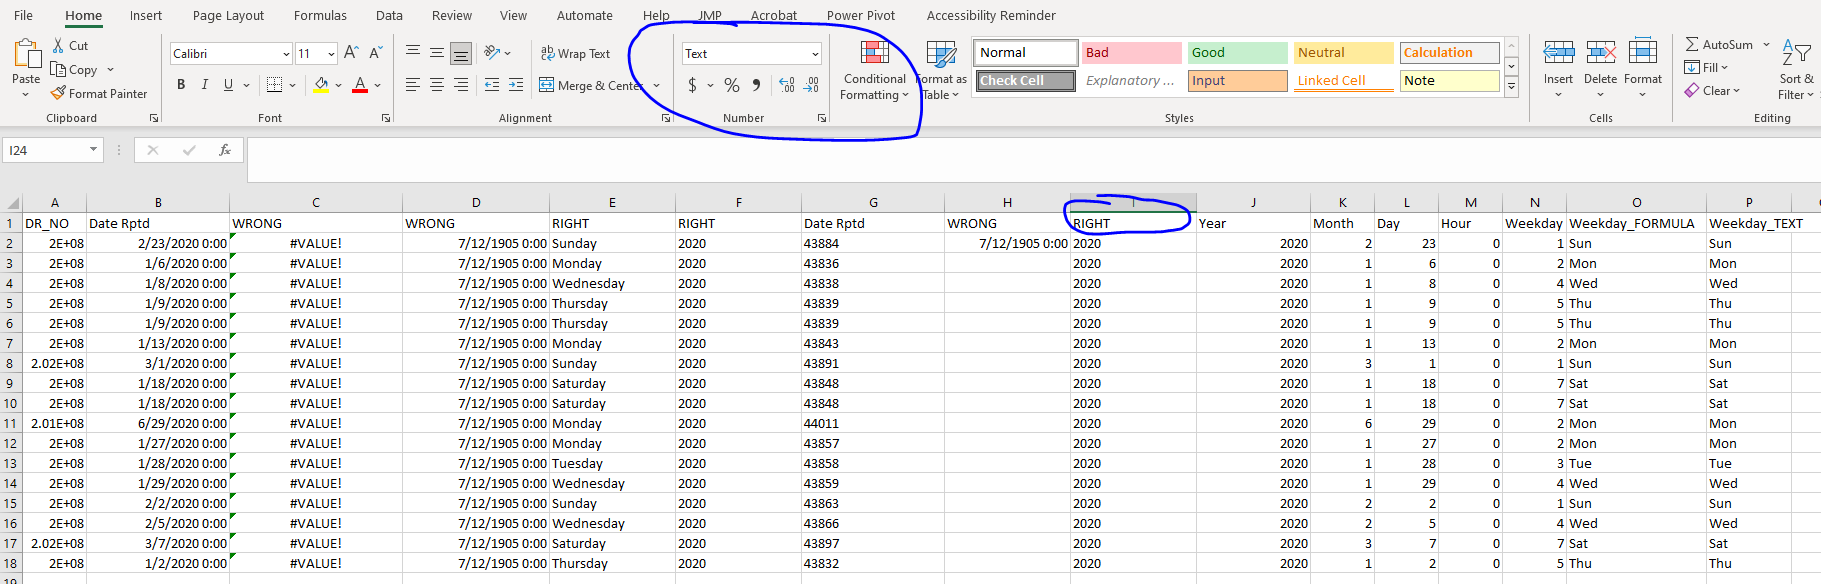 File Home Insert Page Layout Formulas Data Review View Automate Help JMP Acrobat Power Pivot Accessibility Reminder
Paste
Cut
Copy
Format Painter
Clipboard
Calibri 11 A A
B I U A
Font
ab Wrap Text
Merge & Center
Alignment
Text
$ % 9 .00 .00
Number
Conditional Formatting
Format as Table
Normal Bad Good Neutral Calculation
Check Cell Explanatory ... Input Linked Cell Note
Styles
Insert Delete Format
Cells
AutoSum
Fill
Clear
Sort & Filter
Editing
I24 fx
A B C D E F G H I J K L M N O P
1 DR_NO Date Rptd WRONG WRONG RIGHT RIGHT Date Rptd WRONG RIGHT Year Month Day Hour Weekday Weekday_FORMULA Weekday_TEXT
2 2E+08 2/23/2020 0:00 #VALUE! 7/12/1905 0:00 Sunday 2020 43884 7/12/1905 0:00 2020 2020 2 23 0 1 Sun Sun
3 2E+08 1/6/2020 0:00 #VALUE! 7/12/1905 0:00 Monday 2020 43836 2020 2020 1 6 0 2 Mon Mon
4 2E+08 1/8/2020 0:00 #VALUE! 7/12/1905 0:00 Wednesday 2020 43838 2020 2020 1 8 0 4 Wed Wed
5 2E+08 1/9/2020 0:00 #VALUE! 7/12/1905 0:00 Thursday 2020 43839 2020 2020 1 9 0 5 Thu Thu
6 2E+08 1/9/2020 0:00 #VALUE! 7/12/1905 0:00 Thursday 2020 43839 2020 2020 1 9 0 5 Thu Thu
7 2E+08 1/13/2020 0:00 #VALUE! 7/12/1905 0:00 Monday 2020 43843 2020 2020 1 13 0 2 Mon Mon
8 2.02E+08 3/1/2020 0:00 #VALUE! 7/12/1905 0:00 Sunday 2020 43891 2020 2020 3 1 0 1 Sun Sun
9 2E+08 1/18/2020 0:00 #VALUE! 7/12/1905 0:00 Saturday 2020 43848 2020 2020 1 18 0 7 Sat Sat
10 2E+08 1/18/2020 0:00 #VALUE! 7/12/1905 0:00 Saturday 2020 43848 2020 2020 1 18 0 7 Sat Sat
11 2.01E+08 6/29/2020 0:00 #VALUE! 7/12/1905 0:00 Monday 2020 44011 2020 2020 6 29 0 2 Mon Mon
12 2E+08 1/27/2020 0:00 #VALUE! 7/12/1905 0:00 Monday 2020 43857 2020 2020 1 27 0 2 Mon Mon
13 2E+08 1/28/2020 0:00 #VALUE! 7/12/1905 0:00 Tuesday 2020 43858 2020 2020 1 28 0 3 Tue Tue
14 2E+08 1/29/2020 0:00 #VALUE! 7/12/1905 0:00 Wednesday 2020 43859 2020 2020 1 29 0 4 Wed Wed
15 2E+08 2/2/2020 0:00 #VALUE! 7/12/1905 0:00 Sunday 2020 43863 2020 2020 2 2 0 1 Sun Sun
16 2E+08 2/5/2020 0:00 #VALUE! 7/12/1905 0:00 Wednesday 2020 43866 2020 2020 2 5 0 4 Wed Wed
17 2.02E+08 3/7/2020 0:00 #VALUE! 7/12/1905 0:00 Saturday 2020 43897 2020 2020 3 7 0 7 Sat Sat
18 2E+08 1/2/2020 0:00 #VALUE! 7/12/1905 0:00 Thursday 2020 43832 2020 2020 1 2 0 5 Thu Thu